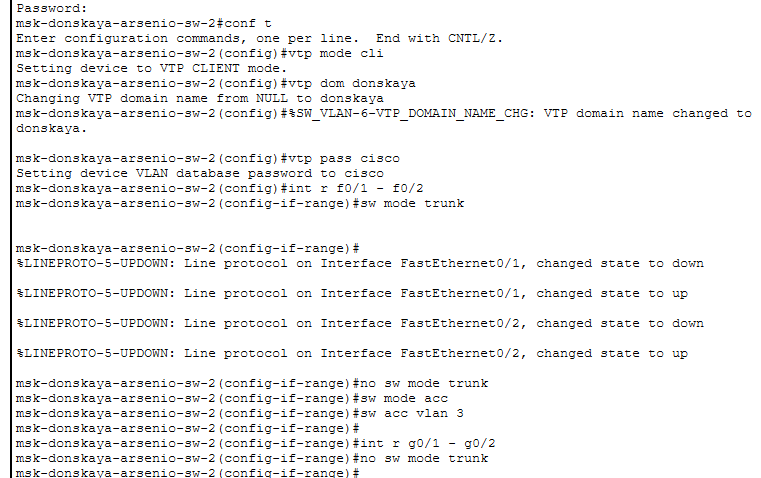 Password:
msk-donskaya-arsenio-sw-2#conf t
Enter configuration commands, one per line.  End with CNTL/Z.
msk-donskaya-arsenio-sw-2(config)#vtp mode cli
Setting device to VTP CLIENT mode.
msk-donskaya-arsenio-sw-2(config)#vtp dom donskaya
Changing VTP domain name from NULL to donskaya
msk-donskaya-arsenio-sw-2(config)#%SW_VLAN-6-VTP_DOMAIN_NAME_CHG: VTP domain name changed to
donskaya.
msk-donskaya-arsenio-sw-2(config)#vtp pass cisco
Setting device VLAN database password to cisco
msk-donskaya-arsenio-sw-2(config)#int r f0/1 - f0/2
msk-donskaya-arsenio-sw-2(config-if-range)#sw mode trunk
msk-donskaya-arsenio-sw-2(config-if-range)#
%LINEPROTO-5-UPDOWN: Line protocol on Interface FastEthernet0/1, changed state to down
%LINEPROTO-5-UPDOWN: Line protocol on Interface FastEthernet0/1, changed state to up
%LINEPROTO-5-UPDOWN: Line protocol on Interface FastEthernet0/2, changed state to down
%LINEPROTO-5-UPDOWN: Line protocol on Interface FastEthernet0/2, changed state to up
msk-donskaya-arsenio-sw-2(config-if-range)#no sw mode trunk
msk-donskaya-arsenio-sw-2(config-if-range)#sw mode acc
msk-donskaya-arsenio-sw-2(config-if-range)#sw acc vlan 3
msk-donskaya-arsenio-sw-2(config-if-range)#
msk-donskaya-arsenio-sw-2(config-if-range)#int r g0/1 - g0/2
msk-donskaya-arsenio-sw-2(config-if-range)#no sw mode trunk
msk-donskaya-arsenio-sw-2(config-if-range)#